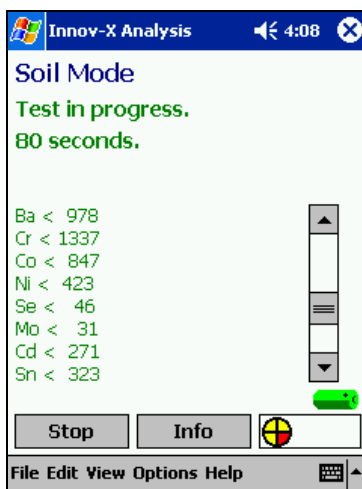 Innov-X Analysis 4:08
Soil Mode
Test in progress.
80 seconds.
Ba < 978
Cr < 1337
Co < 847
Ni < 423
Se < 46
Mo < 31
Cd < 271
Sn < 323
Stop Info
File Edit View Options Help